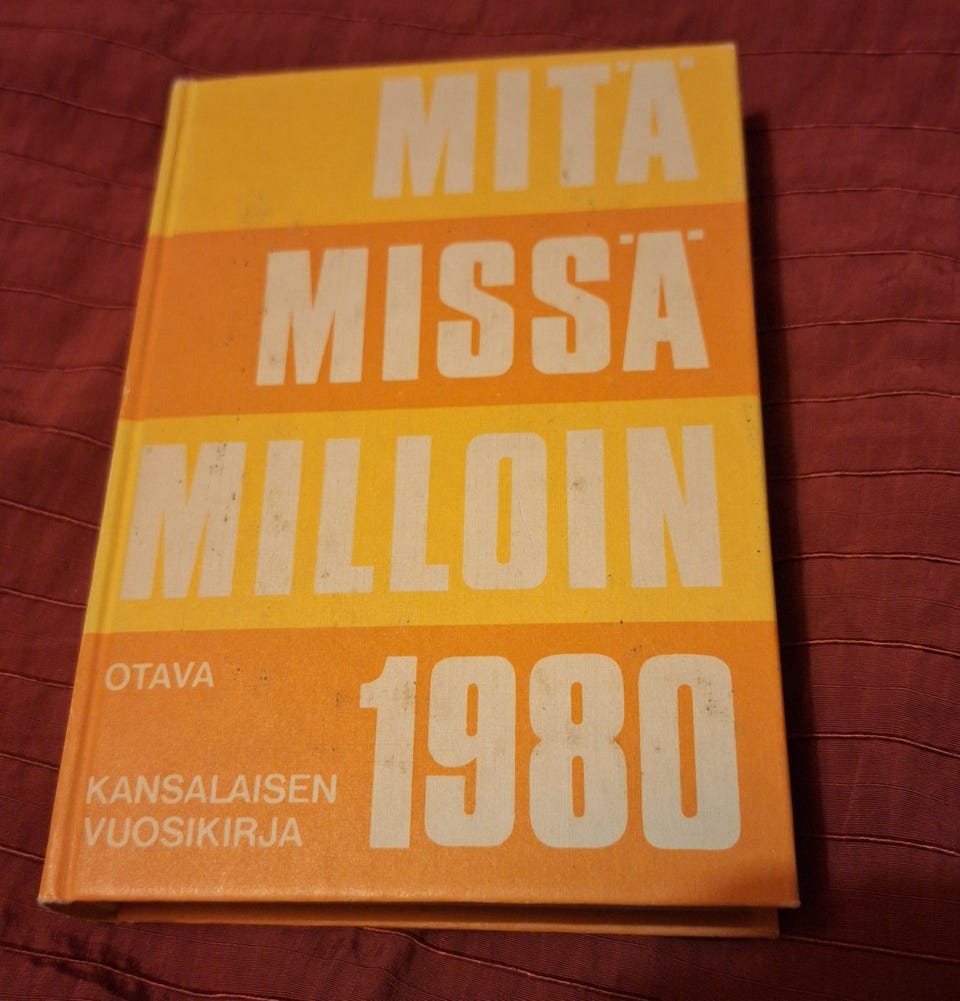 MITÄ
MISSÄ
MILLOIN
OTAVA
1980
KANSALAISEN
VUOSIKIRJA